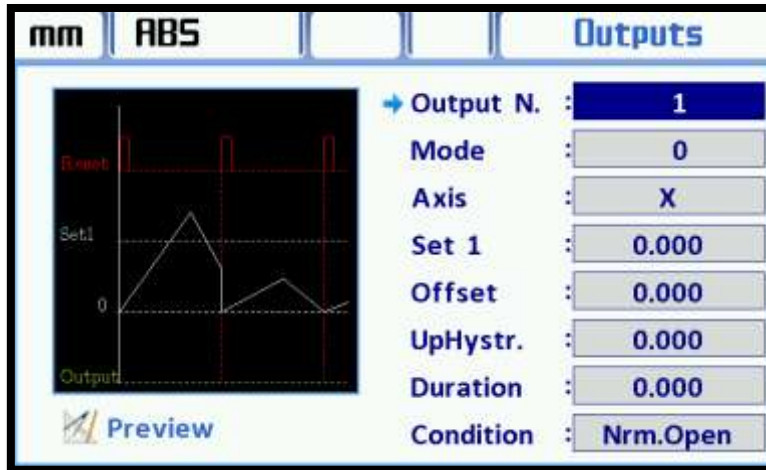 mm ABS Outputs
Reset
Set1
0
Output
Preview
Output N. : 1
Mode : 0
Axis : X
Set 1 : 0.000
Offset : 0.000
UpHystr. : 0.000
Duration : 0.000
Condition : Nrm.Open